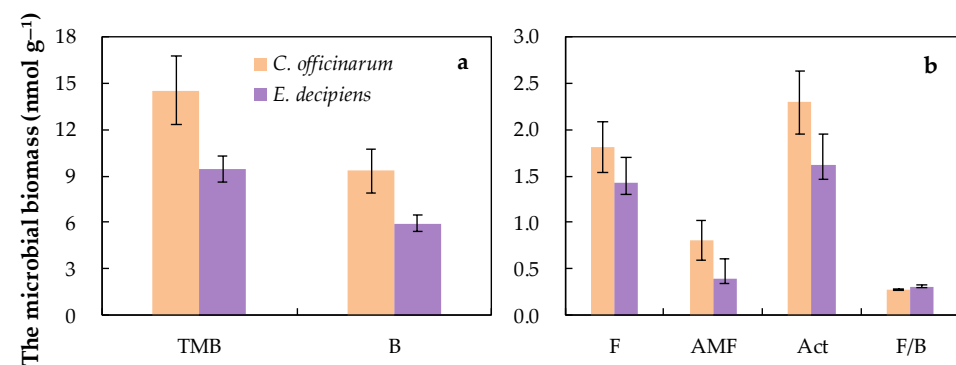 The microbial biomass (nmol g⁻¹)
18
15
12
9
6
3
0
C. officinarum
E. decipiens
a
TMB
B
3.0
2.5
2.0
1.5
1.0
0.5
0.0
b
F
AMF
Act
F/B